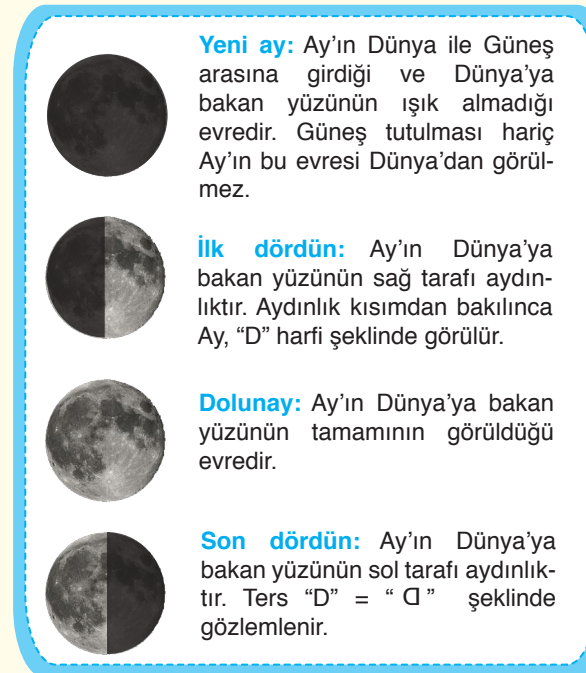 Yeni ay: Ay’ın Dünya ile Güneş
arasına girdiği ve Dünya’ya
bakan yüzünün ışık almadığı
evredir. Güneş tutulması hariç
Ay’ın bu evresi Dünya’dan görül-
mez.
İlk dördün: Ay’ın Dünya’ya
bakan yüzünün sağ tarafı aydın-
lıktır. Aydınlık kısımdan bakılınca
Ay, “D” harfi şeklinde görülür.
Dolunay: Ay’ın Dünya’ya bakan
yüzünün tamamının görüldüğü
evredir.
Son dördün: Ay’ın Dünya’ya
bakan yüzünün sol tarafı aydınlık-
tır. Ters “D” = “ᗡ” şeklinde
gözlemlenir.